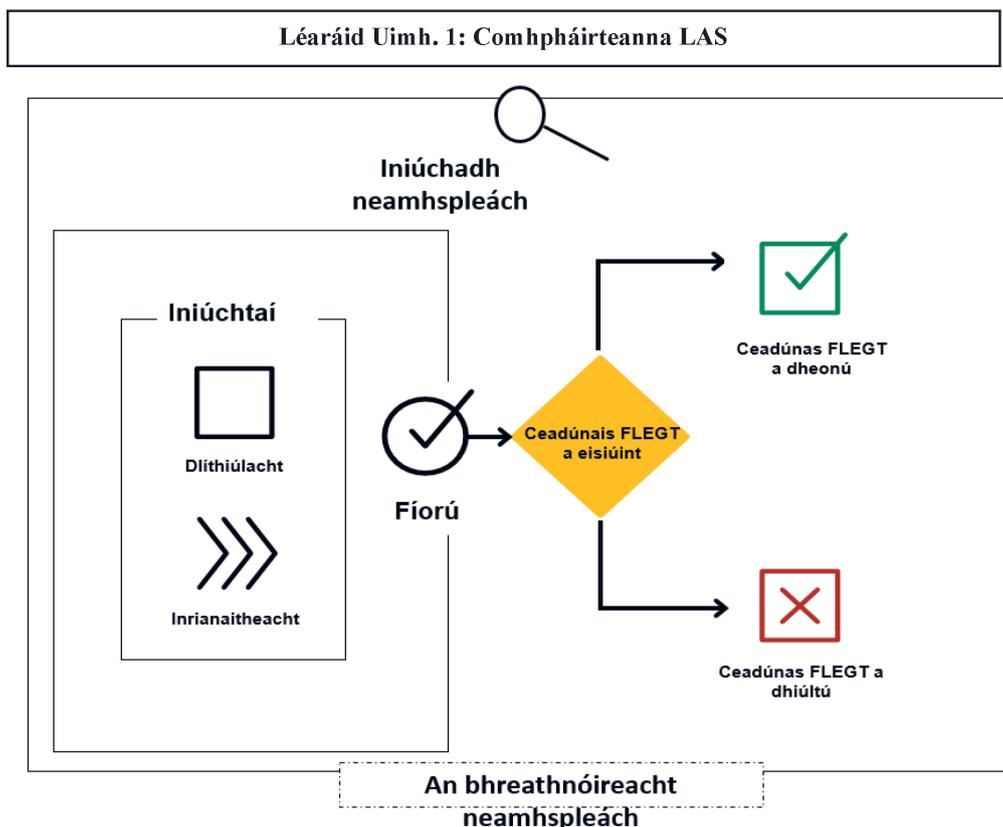 Léaráid Uimh. 1: Comhpháirteanna LAS
Iniúchadh
neamhspleách
Iniúchtaí
Dlíthiúlacht
Inrianaitheacht
Fíorú
Ceadúnais FLEGT
a eisiúint
Ceadúnas FLEGT
a dheonú
Ceadúnas FLEGT a
dhiúltú
An bhreathnóireacht
neamhspleách